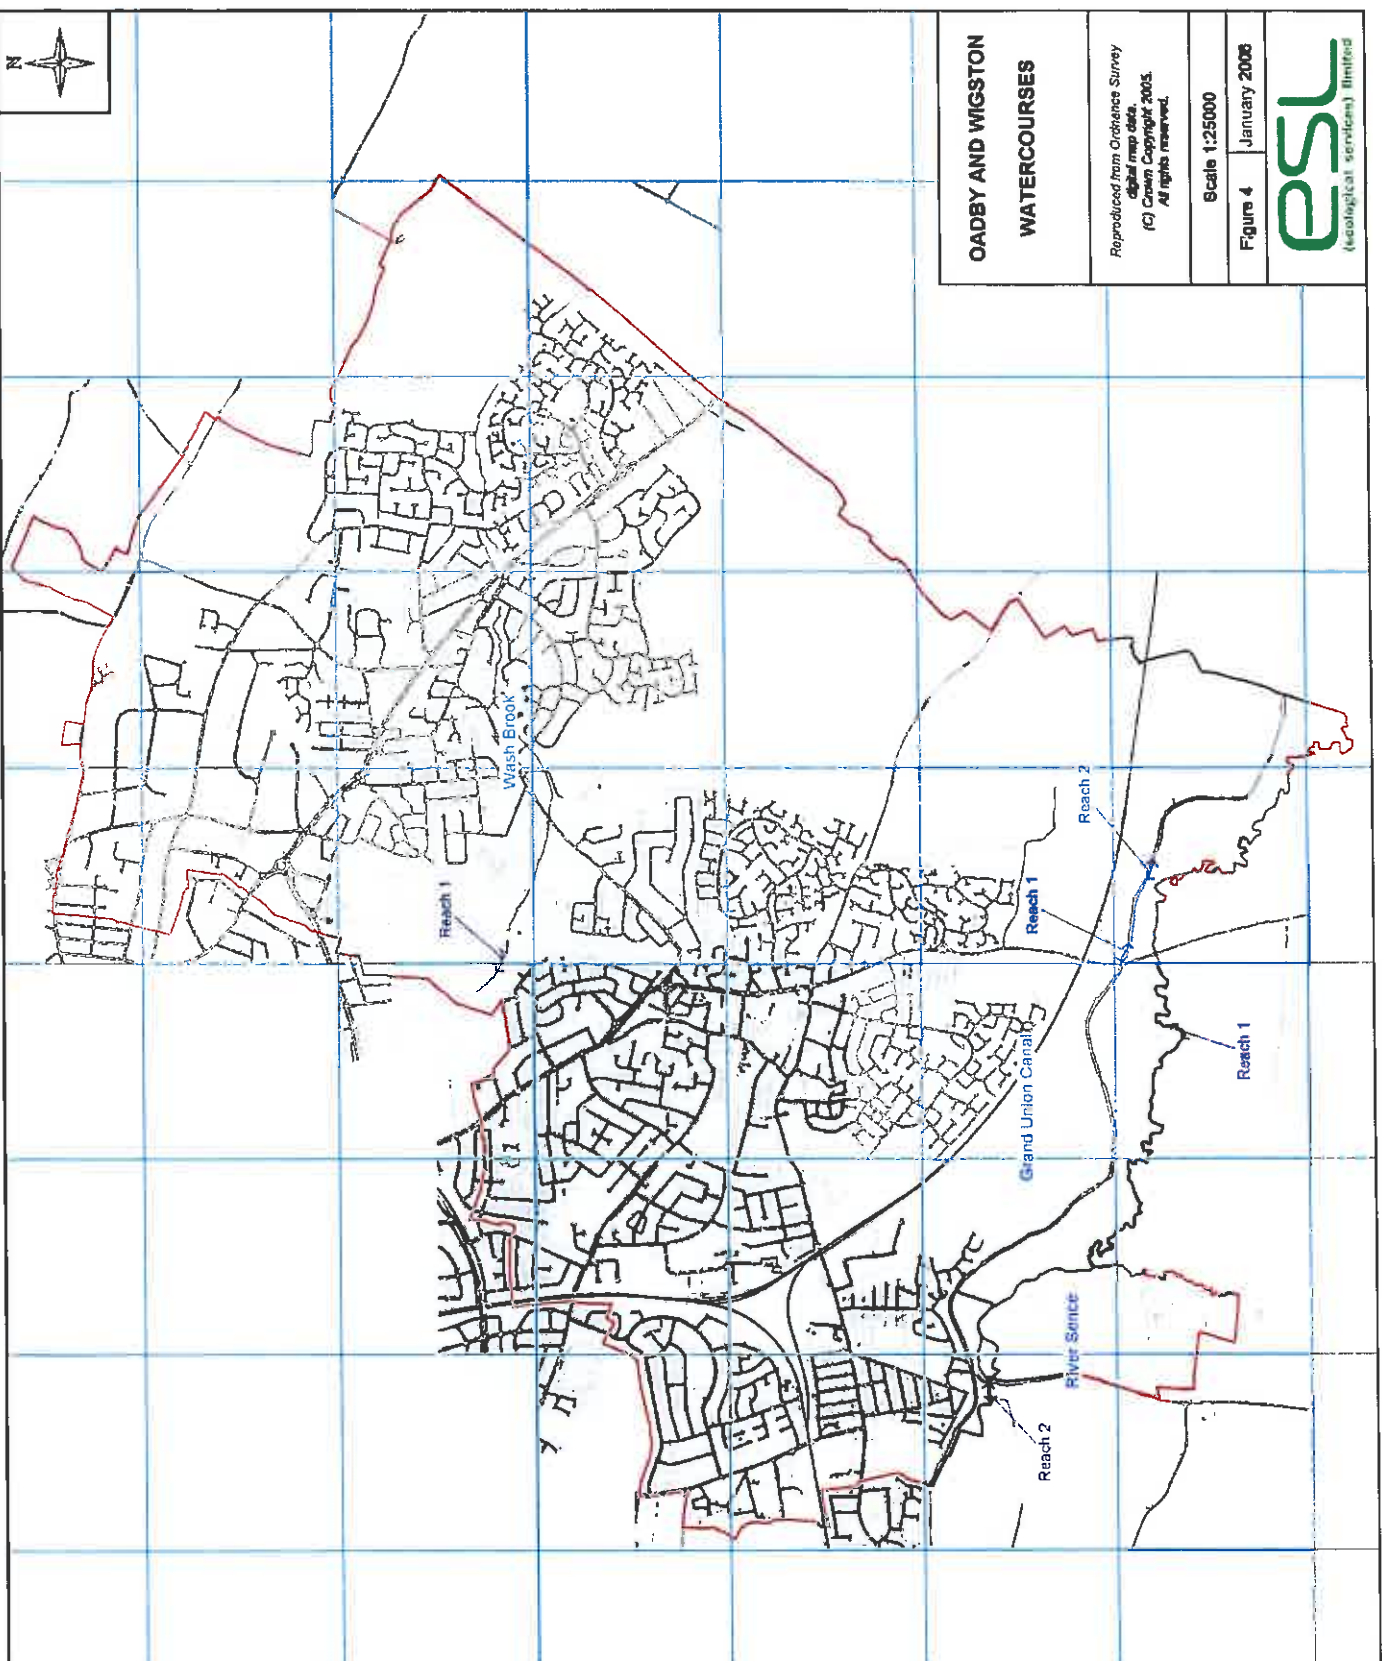 N
OADBY AND WIGSTON
WATERCOURSES
Reproduced from Ordnance Survey
digital map data.
(C) Crown Copyright 2005.
All rights reserved.
Scale 1:25000
Figure 4
January 2006
esl
(ecological services) limited
Wash Brook
Reach 1
Reach 2
Reach 1
Grand Union Canal
Reach 1
River Sence
Reach 2